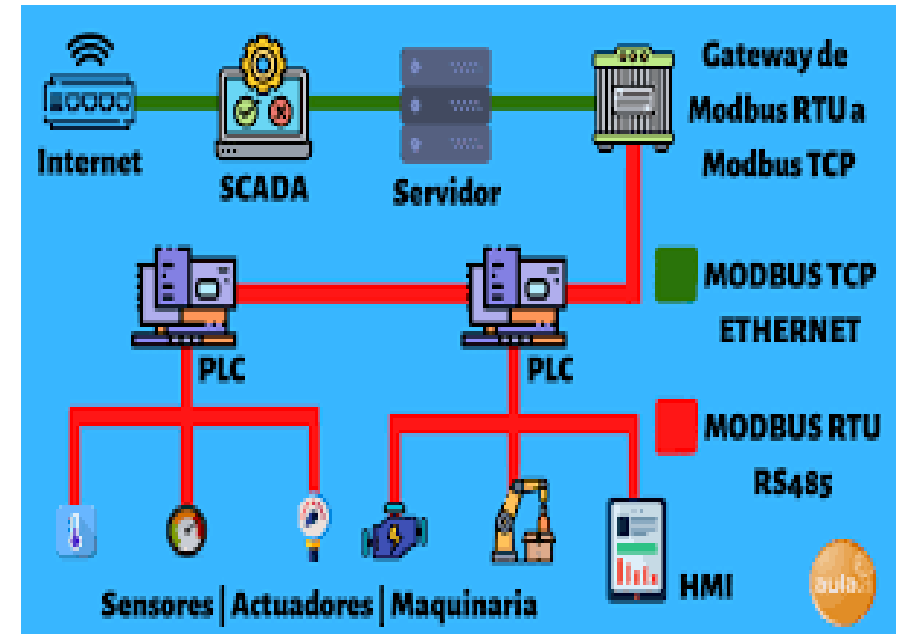 Internet
SCADA
Servidor
Gateway de
Modbus RTU a
Modbus TCP
PLC
PLC
MODBUS TCP
ETHERNET
MODBUS RTU
RS485
Sensores | Actuadores | Maquinaria
HMI
aula